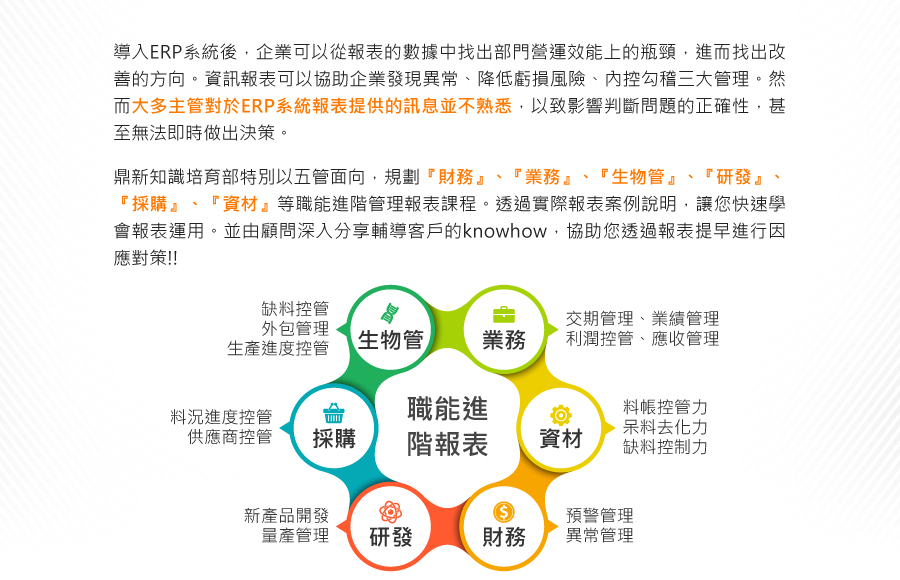 導入ERP系統後，企業可以從報表的數據中找出部門營運效能上的瓶頸，進而找出改
善的方向。資訊報表可以協助企業發現異常、降低虧損風險、內控勾稽三大管理。然
而大多主管對於ERP系統報表提供的訊息並不熟悉，以致影響判斷問題的正確性，甚
至無法即時做出決策。
鼎新知識培育部特別以五管面向，規劃『財務』、『業務』、『生物管』、『研發』、
『採購』、『資材』等職能進階管理報表課程。透過實際報表案例說明，讓您快速學
會報表運用。並由顧問深入分享輔導客戶的knowhow，協助您透過報表提早進行因
應對策!!
缺料控管
外包管理
生產進度控管
生物管
業務
交期管理、業績管理
利潤控管、應收管理
料況進度控管
供應商控管
採購
職能進
階報表
資材
料帳控管力
呆料去化力
缺料控制力
新產品開發
量產管理
研發
財務
預警管理
異常管理